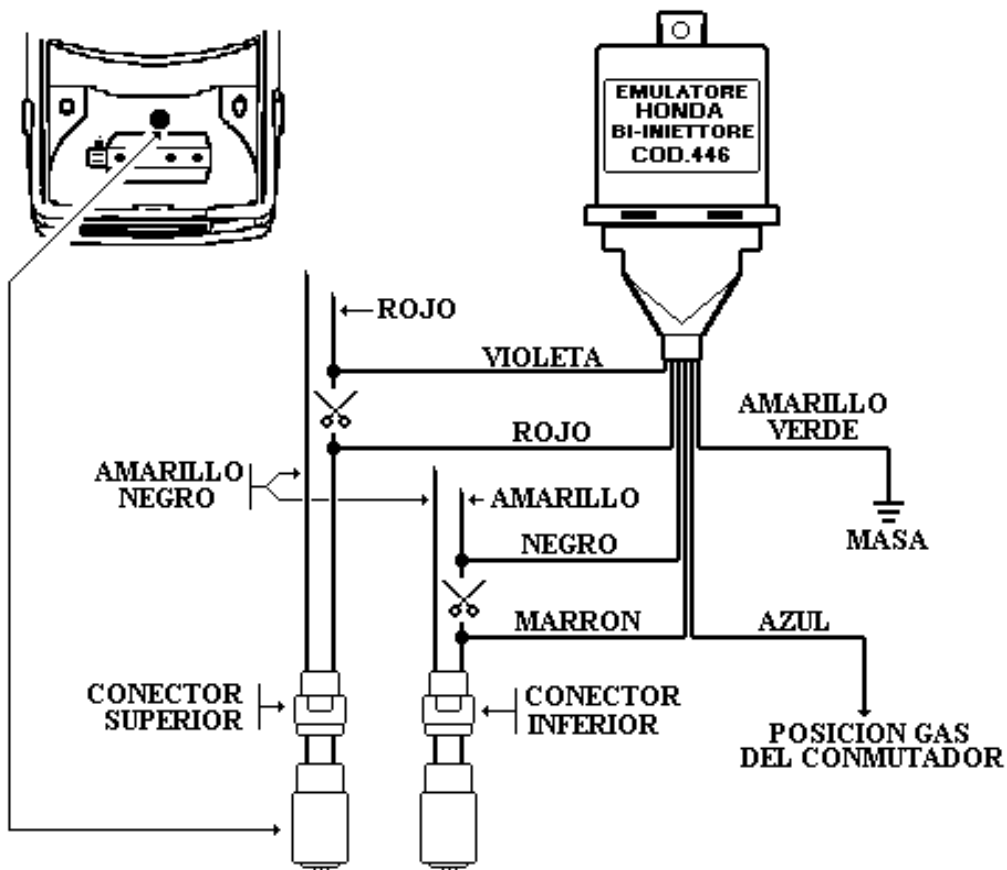 EMULATORE
HONDA
BI-INIETTORE
COD.446
ROJO
VIOLETA
ROJO
AMARILLO
VERDE
AMARILLO
NEGRO
AMARILLO
NEGRO
MASA
MARRON
AZUL
CONECTOR
SUPERIOR
CONECTOR
INFERIOR
POSICION GAS
DEL CONMUTADOR